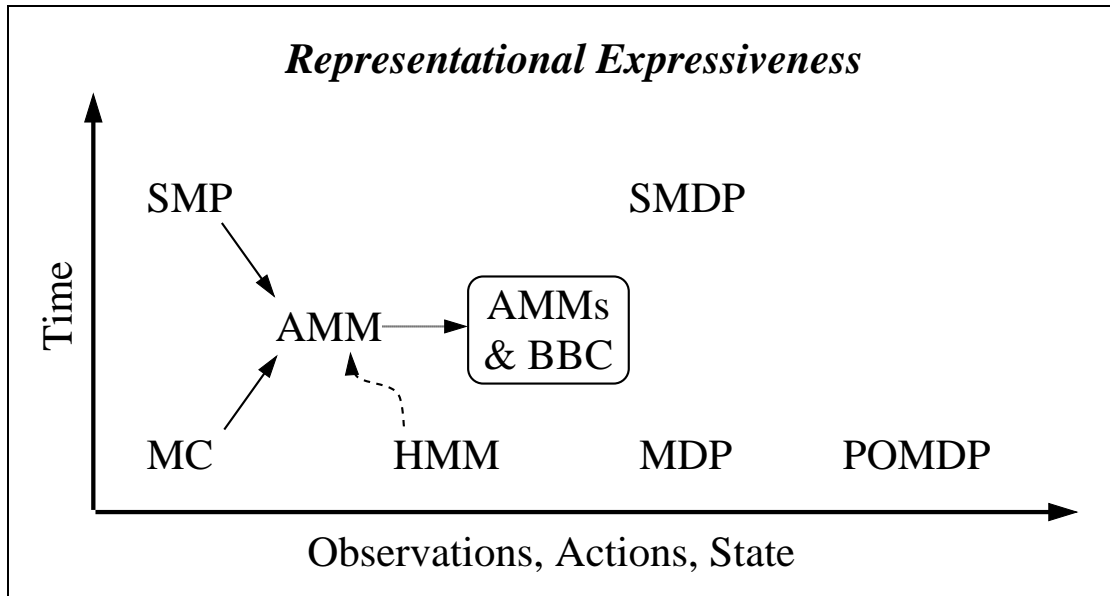 Representational Expressiveness
SMP
SMDP
Time
AMM
AMMs
& BBC
MC
HMM
MDP
POMDP
Observations, Actions, State